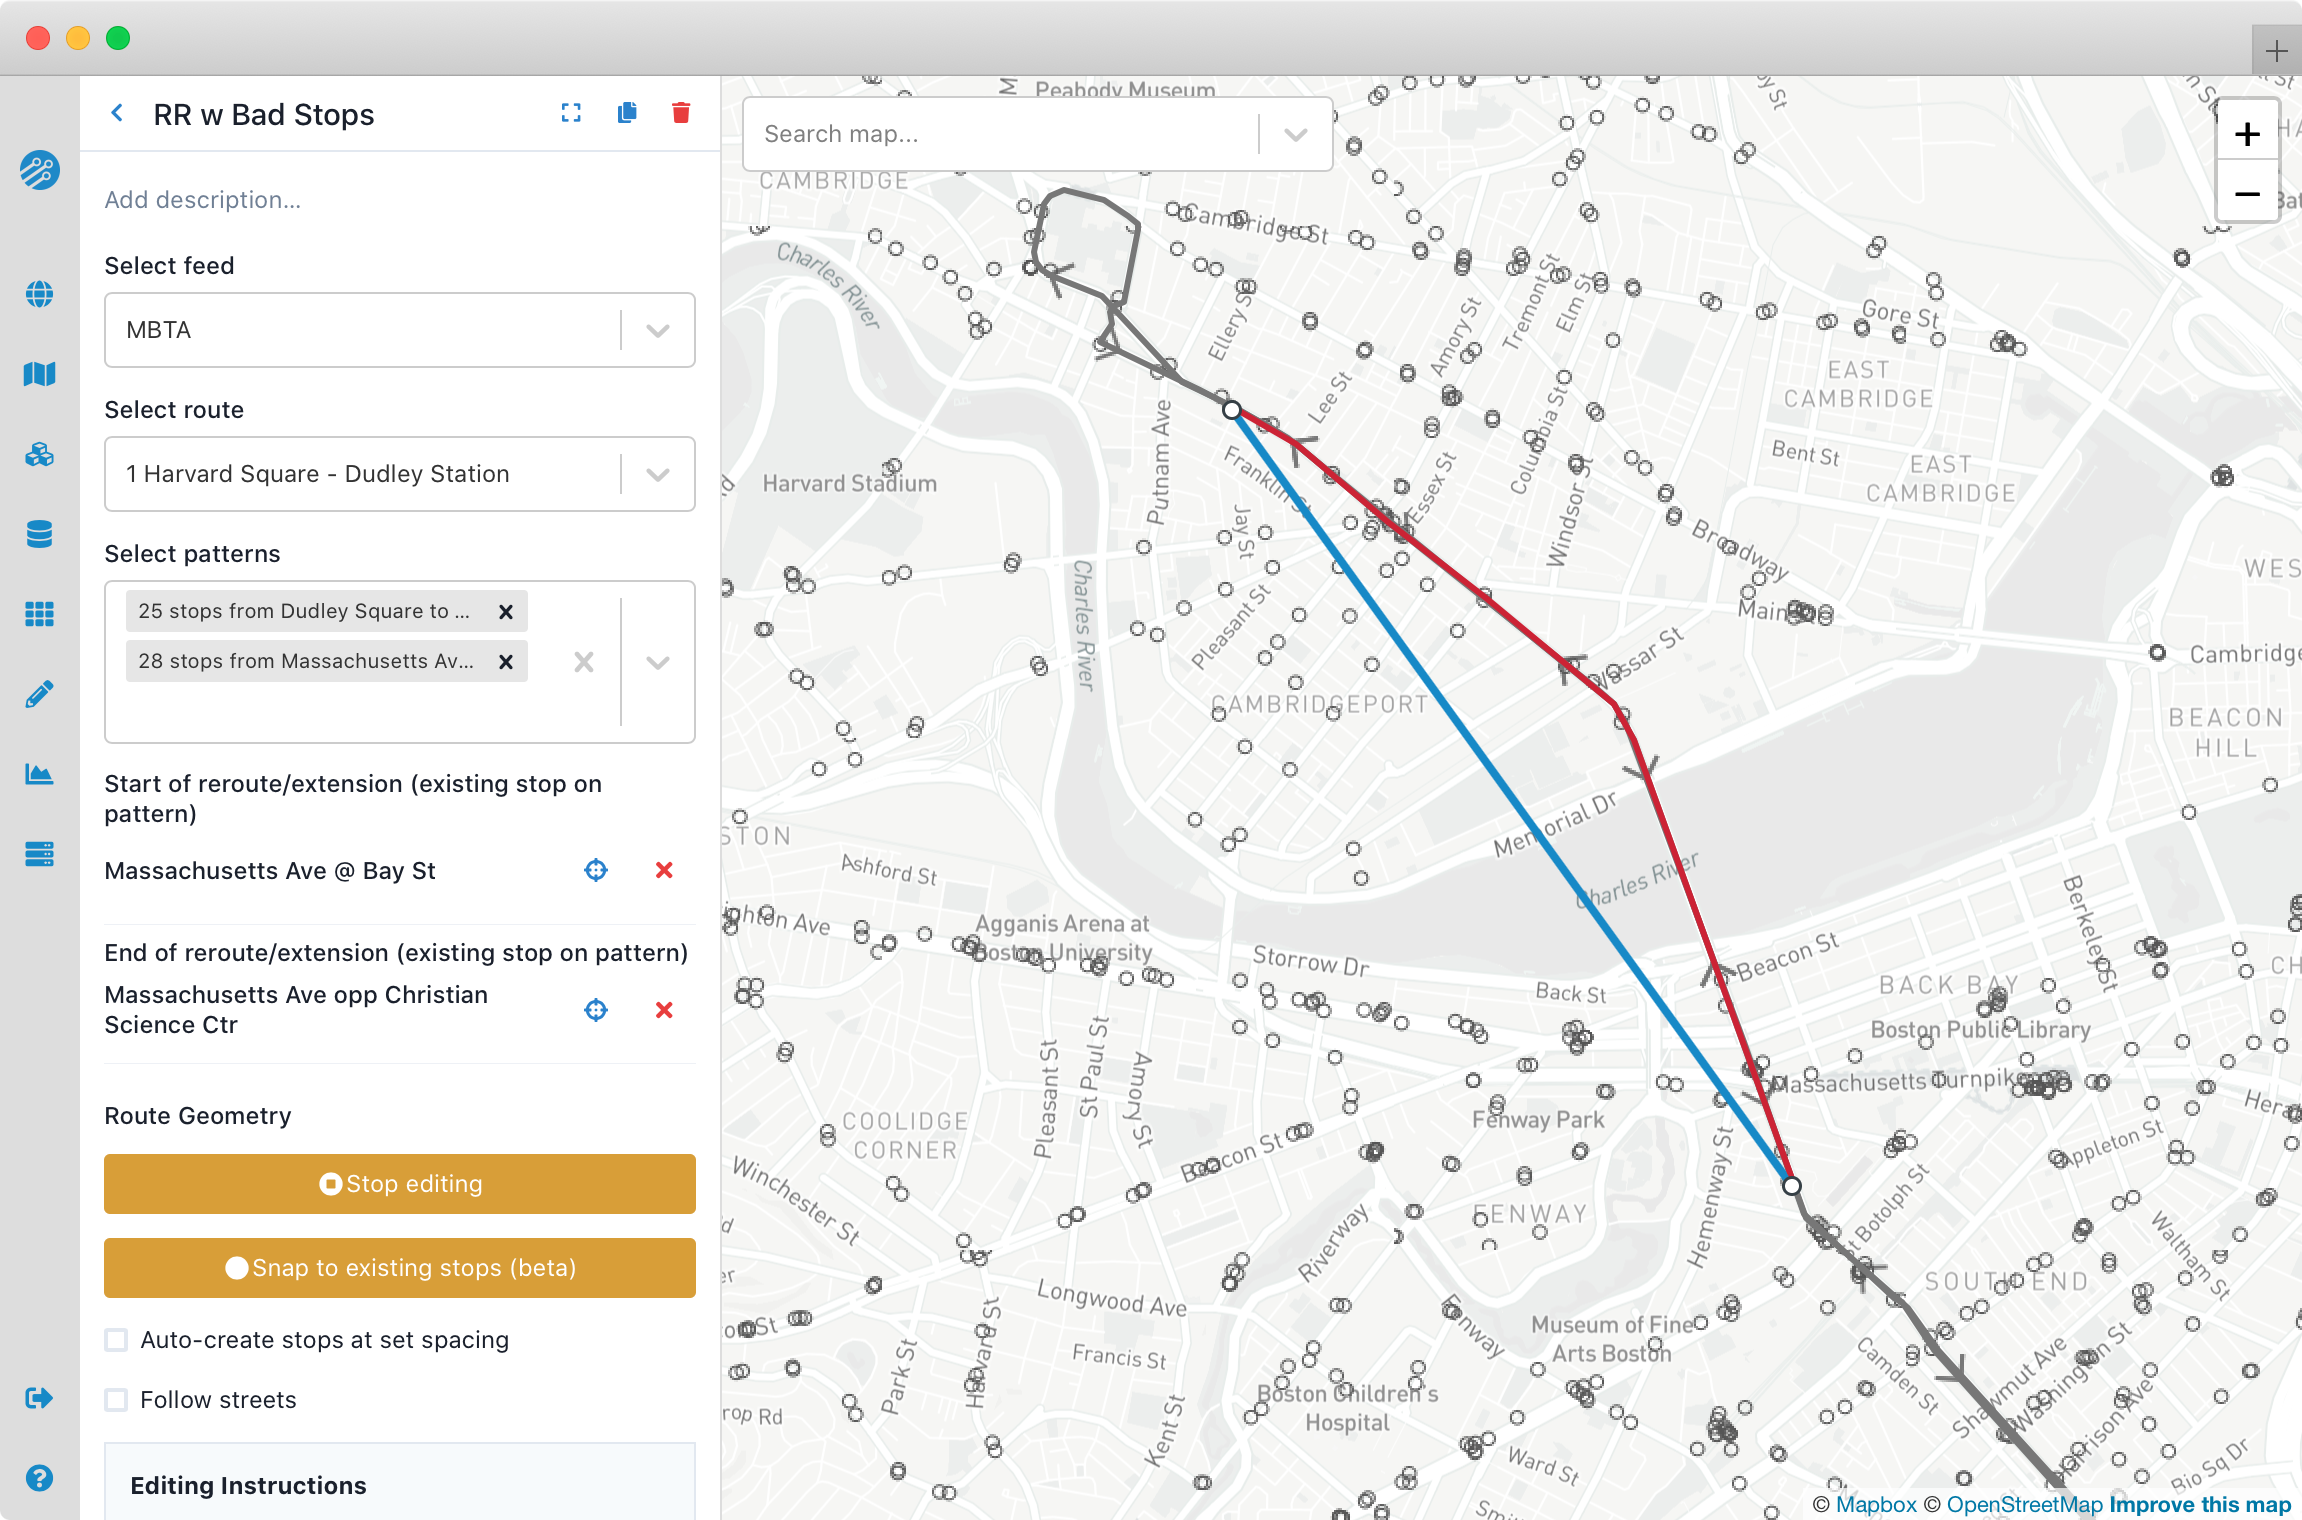 RR w Bad Stops
Add description...
Select feed
MBTA
Select route
1 Harvard Square - Dudley Station
Select patterns
25 stops from Dudley Square to ...
28 stops from Massachusetts Av...
Start of reroute/extension (existing stop on
pattern)
Massachusetts Ave @ Bay St
End of reroute/extension (existing stop on pattern)
Massachusetts Ave opp Christian
Science Ctr
Route Geometry
Stop editing
Snap to existing stops (beta)
Auto-create stops at set spacing
Follow streets
Editing Instructions
Search map...
+
−
Peabody Museum
CAMBRIDGE
Cambridge St
Charles River
Ellery St
Amory St
Tremont St
Elm St
Gore St
EAST
CAMBRIDGE
Lee St
Columbia St
Bent St
EAST
CAMBRIDGE
Harvard Stadium
Putnam Ave
Franklin St
Essex St
Windsor St
Jay St
Broadway
Charles River
Pleasant St
Main St
Vassar St
Cambridge
CAMBRIDGEPORT
BEACON
HILL
Memorial Dr
Charles River
Ashford St
Berkeley St
Agganis Arena at
Boston University
Storrow Dr
Beacon St
Back St
BACK BAY
Boston Public Library
Pleasant St
St Paul St
Amory St
Massachusetts Turnpike
COOLIDGE
CORNER
Fenway Park
Appleton St
Winchester St
Beacon St
Hemenway St
St Botolph St
FENWAY
Riverway
Waltham St
SOUTH END
Longwood Ave
Fenway
Museum of Fine
Arts Boston
Park St
Harvard St
Francis St
Camden St
Shawmut Ave
Washington St
Harrison Ave
Boston Children's
Hospital
Kent St
Ward St
Bio Sq Dr
© Mapbox © OpenStreetMap Improve this map